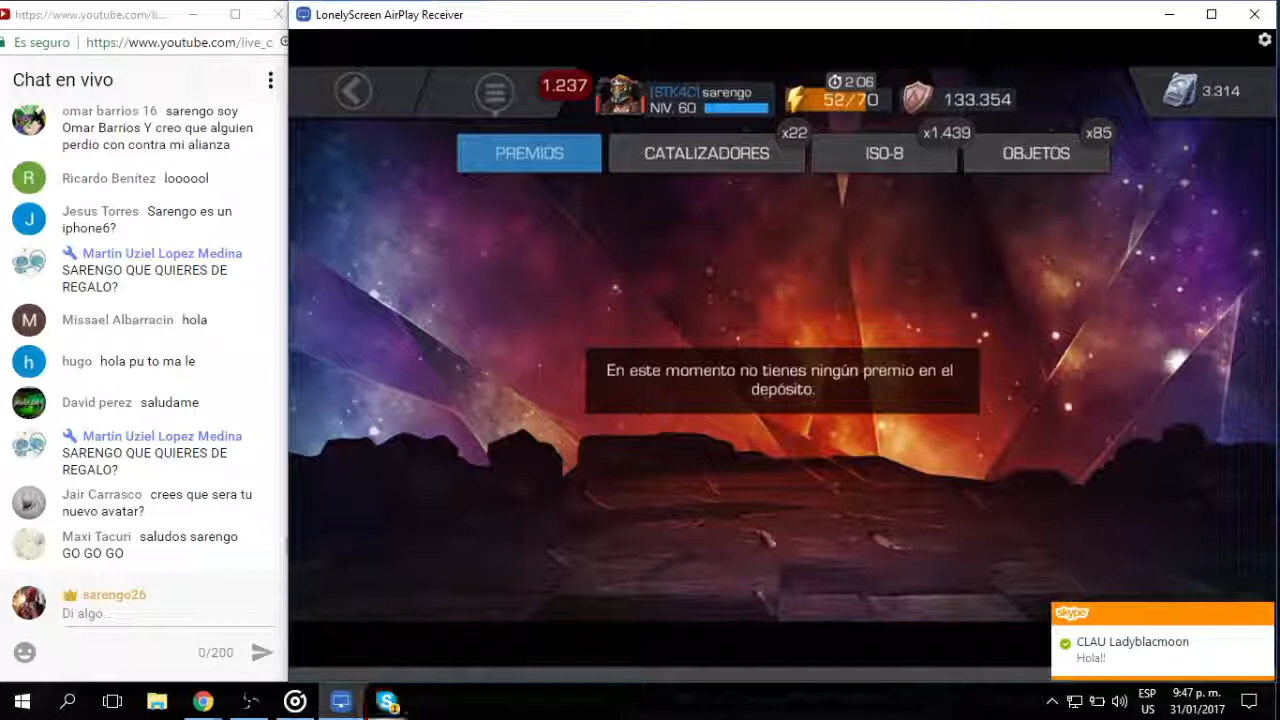 https://www.youtube.com/li...
Es seguro
https://www.youtube.com/live_c
Chat en vivo
omar barrios 16 sarengo soy
Omar Barrios Y creo que alguien
perdio con contra mi alianza
R
Ricardo Benítez loooool
J
Jesus Torres Sarengo es un
iphone6?
Martin Uziel Lopez Medina
SARENGO QUE QUIERES DE
REGALO?
M
Missael Albarracin hola
h
hugo hola pu to ma le
David perez saludame
Martin Uziel Lopez Medina
SARENGO QUE QUIERES DE
REGALO?
Jair Carrasco crees que sera tu
nuevo avatar?
Maxi Tacuri saludos sarengo
GO GO GO
sarengo26
Di algo...
0/200
LonelyScreen AirPlay Receiver
1.237
[STK4C] sarengo
NIV. 60
2:06
52/70
133.354
3.314
PREMIOS
CATALIZADORES
x22
ISO-8
x1.439
OBJETOS
x85
En este momento no tienes ningún premio en el
depósito.
skype
CLAU Ladyblacmoon
Hola!!
ESP
US
9:47 p. m.
31/01/2017